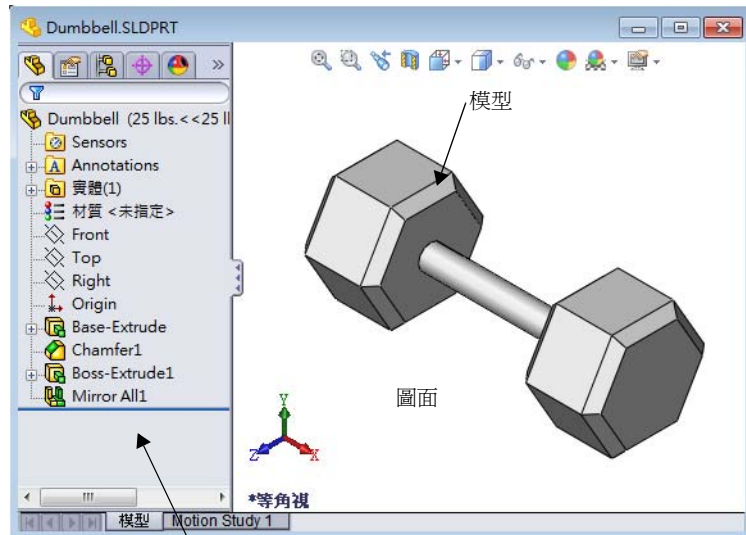 Dumbbell.SLDPRT
模型
Dumbbell (25 lbs.<<25 ll
Sensors
A Annotations
實體(1)
材質 <未指定>
Front
Top
Right
Origin
Base-Extrude
Chamfer1
Boss-Extrude1
Mirror All1
圖面
Y
Z
X
*等角視
模型 Motion Study 1